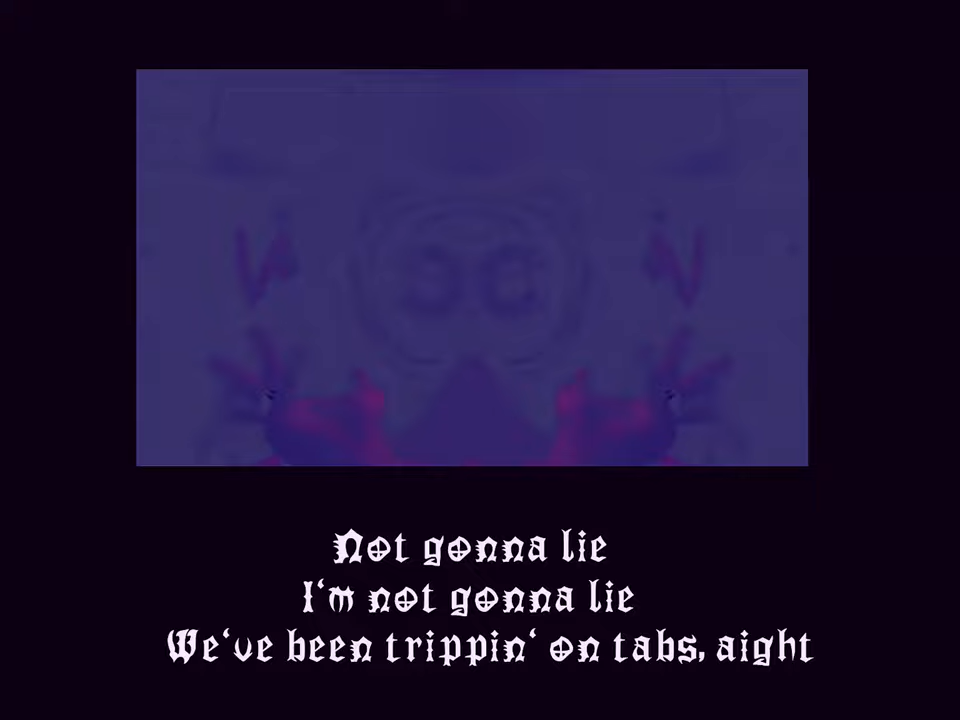 Not gonna lie
I'm not gonna lie
We've been trippin' on tabs, aight